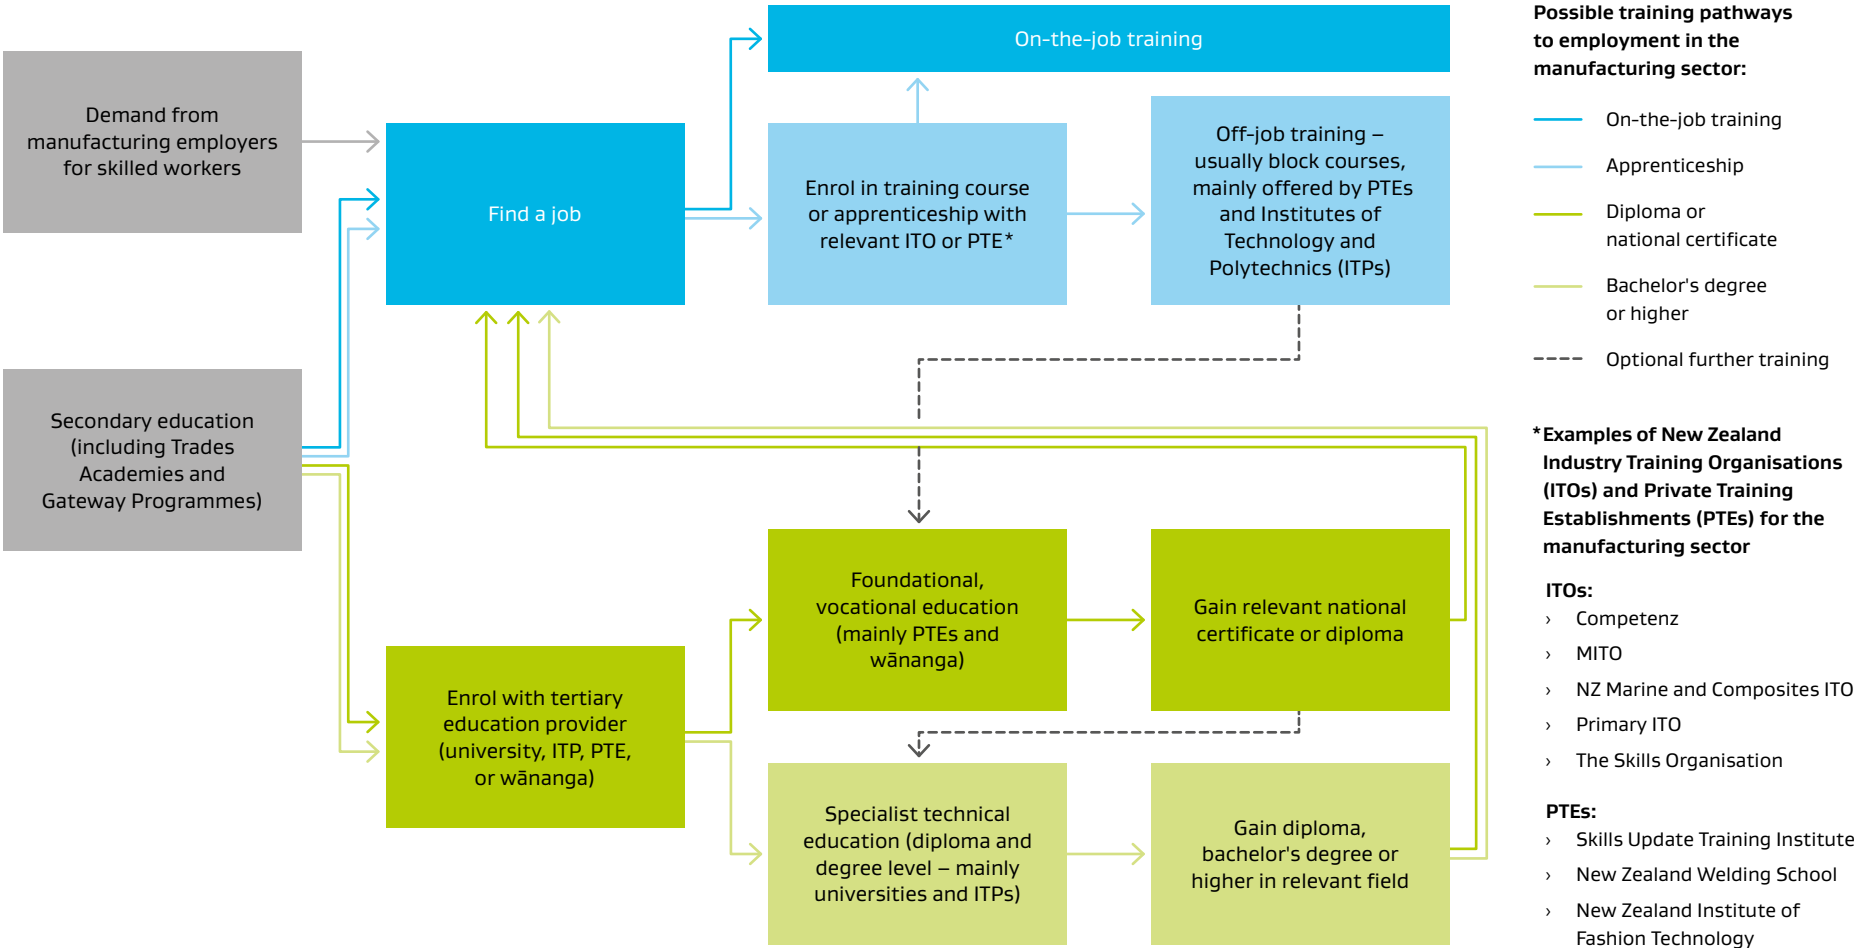 Demand from
manufacturing employers
for skilled workers
Secondary education
(including Trades
Academies and
Gateway Programmes)
Find a job
Enrol with tertiary
education provider
(university, ITP, PTE,
or wānanga)
On-the-job training
Enrol in training course
or apprenticeship with
relevant ITO or PTE*
Off-job training –
usually block courses,
mainly offered by PTEs
and Institutes of
Technology and
Polytechnics (ITPs)
Foundational,
vocational education
(mainly PTEs and
wānanga)
Gain relevant national
certificate or diploma
Specialist technical
education (diploma and
degree level – mainly
universities and ITPs)
Gain diploma,
bachelor's degree or
higher in relevant field
Possible training pathways
to employment in the
manufacturing sector:
On-the-job training
Apprenticeship
Diploma or
national certificate
Bachelor's degree
or higher
Optional further training
*Examples of New Zealand
Industry Training Organisations
(ITOs) and Private Training
Establishments (PTEs) for the
manufacturing sector
ITOs:
› Competenz
› MITO
› NZ Marine and Composites ITO
› Primary ITO
› The Skills Organisation
PTEs:
› Skills Update Training Institute
› New Zealand Welding School
› New Zealand Institute of
Fashion Technology